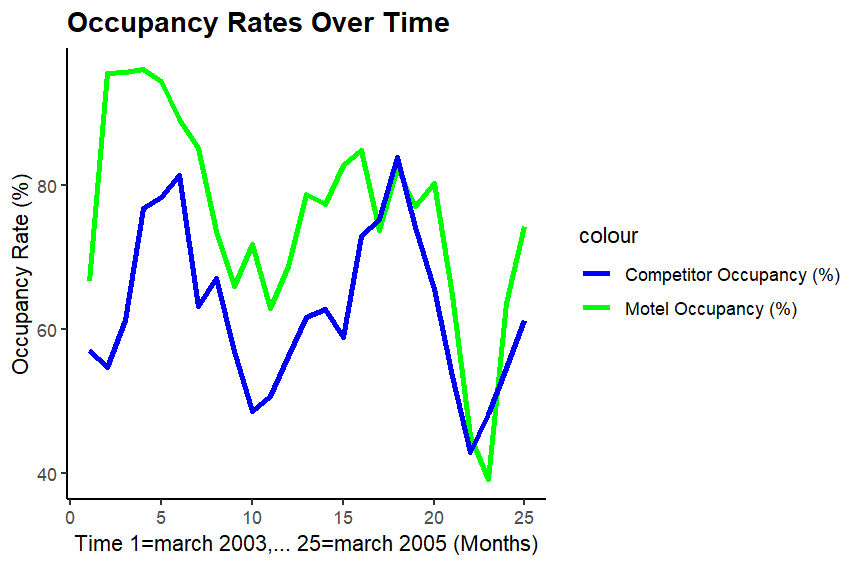 Occupancy Rates Over Time
Occupancy Rate (%)
80
60
40
0 5 10 15 20 25
Time 1=march 2003,... 25=march 2005 (Months)
colour
Competitor Occupancy (%)
Motel Occupancy (%)